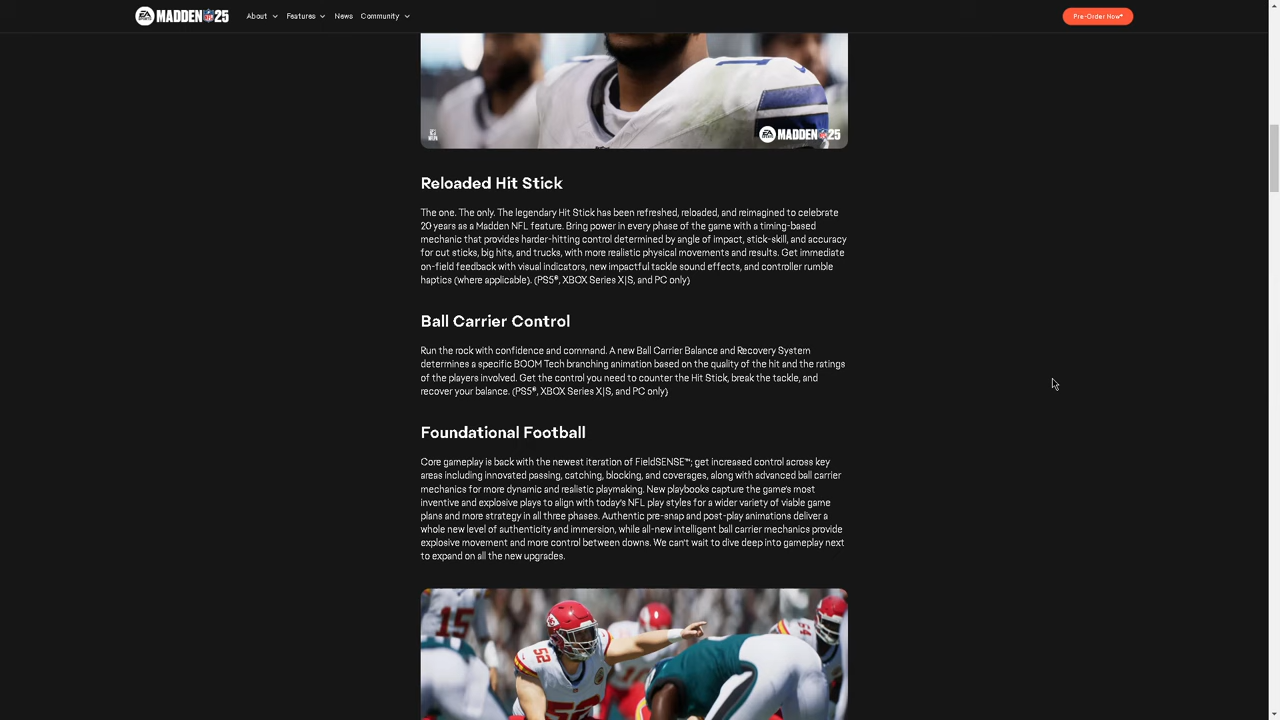 EA SPORTS MADDEN NFL 25 About Features News Community Pre-Order Now*
NFLPA EA SPORTS MADDEN NFL 25
Reloaded Hit Stick
The one. The only. The legendary Hit Stick has been refreshed, reloaded, and reimagined to celebrate
20 years as a Madden NFL feature. Bring power in every phase of the game with a timing-based
mechanic that provides harder-hitting control determined by angle of impact, stick-skill, and accuracy
for cut sticks, big hits, and trucks, with more realistic physical movements and results. Get immediate
on-field feedback with visual indicators, new impactful tackle sound effects, and controller rumble
haptics (where applicable). (PS5®, XBOX Series X|S, and PC only)
Ball Carrier Control
Run the rock with confidence and command. A new Ball Carrier Balance and Recovery System
determines a specific BOOM Tech branching animation based on the quality of the hit and the ratings
of the players involved. Get the control you need to counter the Hit Stick, break the tackle, and
recover your balance. (PS5®, XBOX Series X|S, and PC only)
Foundational Football
Core gameplay is back with the newest iteration of FieldSENSE™; get increased control across key
areas including innovated passing, catching, blocking, and coverages, along with advanced ball carrier
mechanics for more dynamic and realistic playmaking. New playbooks capture the game's most
inventive and explosive plays to align with today's NFL play styles for a wider variety of viable game
plans and more strategy in all three phases. Authentic pre-snap and post-play animations deliver a
whole new level of authenticity and immersion, while all-new intelligent ball carrier mechanics provide
explosive movement and more control between downs. We can't wait to dive deep into gameplay next
to expand on all the new upgrades.
15
52
64
52